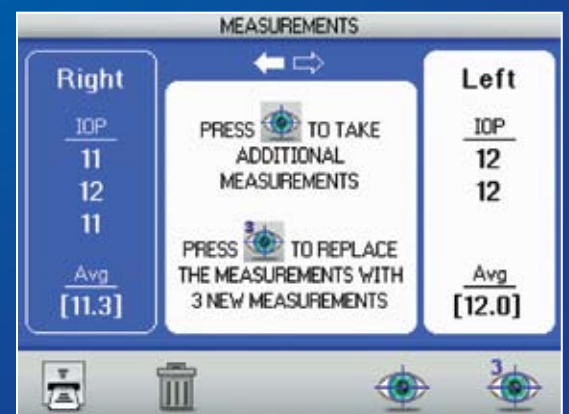 MEASUREMENTS
Right
IOP
11
12
11
Avg
[11.3]
PRESS TO TAKE
ADDITIONAL
MEASUREMENTS
3
PRESS TO REPLACE
THE MEASUREMENTS WITH
3 NEW MEASUREMENTS
Left
IOP
12
12
Avg
[12.0]
3